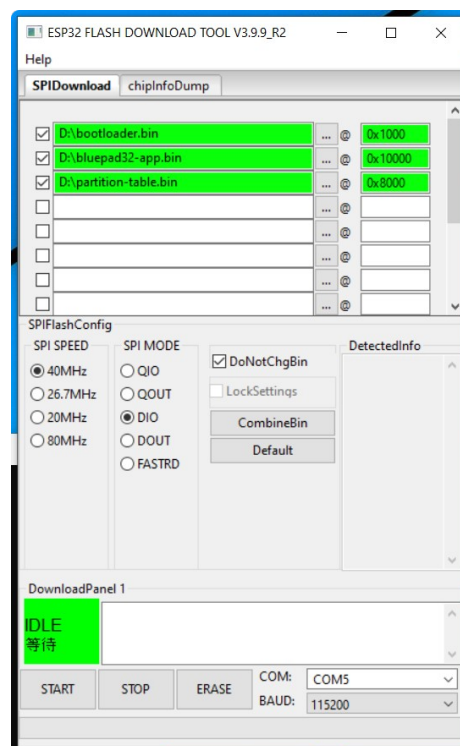 ESP32 FLASH DOWNLOAD TOOL V3.9.9_R2
Help
SPIDownload chipInfoDump
D:\bootloader.bin ... @ 0x1000
D:\bluepad32-app.bin ... @ 0x10000
D:\partition-table.bin ... @ 0x8000
... @
... @
... @
... @
... @
SPIFlashConfig
SPI SPEED SPI MODE DetectedInfo
40MHz QIO DoNotChgBin
26.7MHz QOUT LockSettings
20MHz DIO CombineBin
80MHz DOUT Default
FASTRD
DownloadPanel 1
IDLE
等待
START STOP ERASE COM: COM5
BAUD: 115200